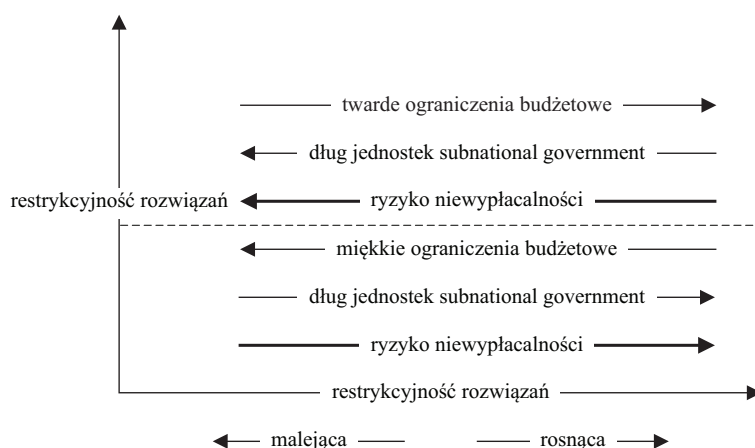 twarde ograniczenia budżetowe
dług jednostek subnational government
restrykcyjność rozwiązań
ryzyko niewypłacalności
miękkie ograniczenia budżetowe
dług jednostek subnational government
ryzyko niewypłacalności
restrykcyjność rozwiązań
malejąca
rosnąca